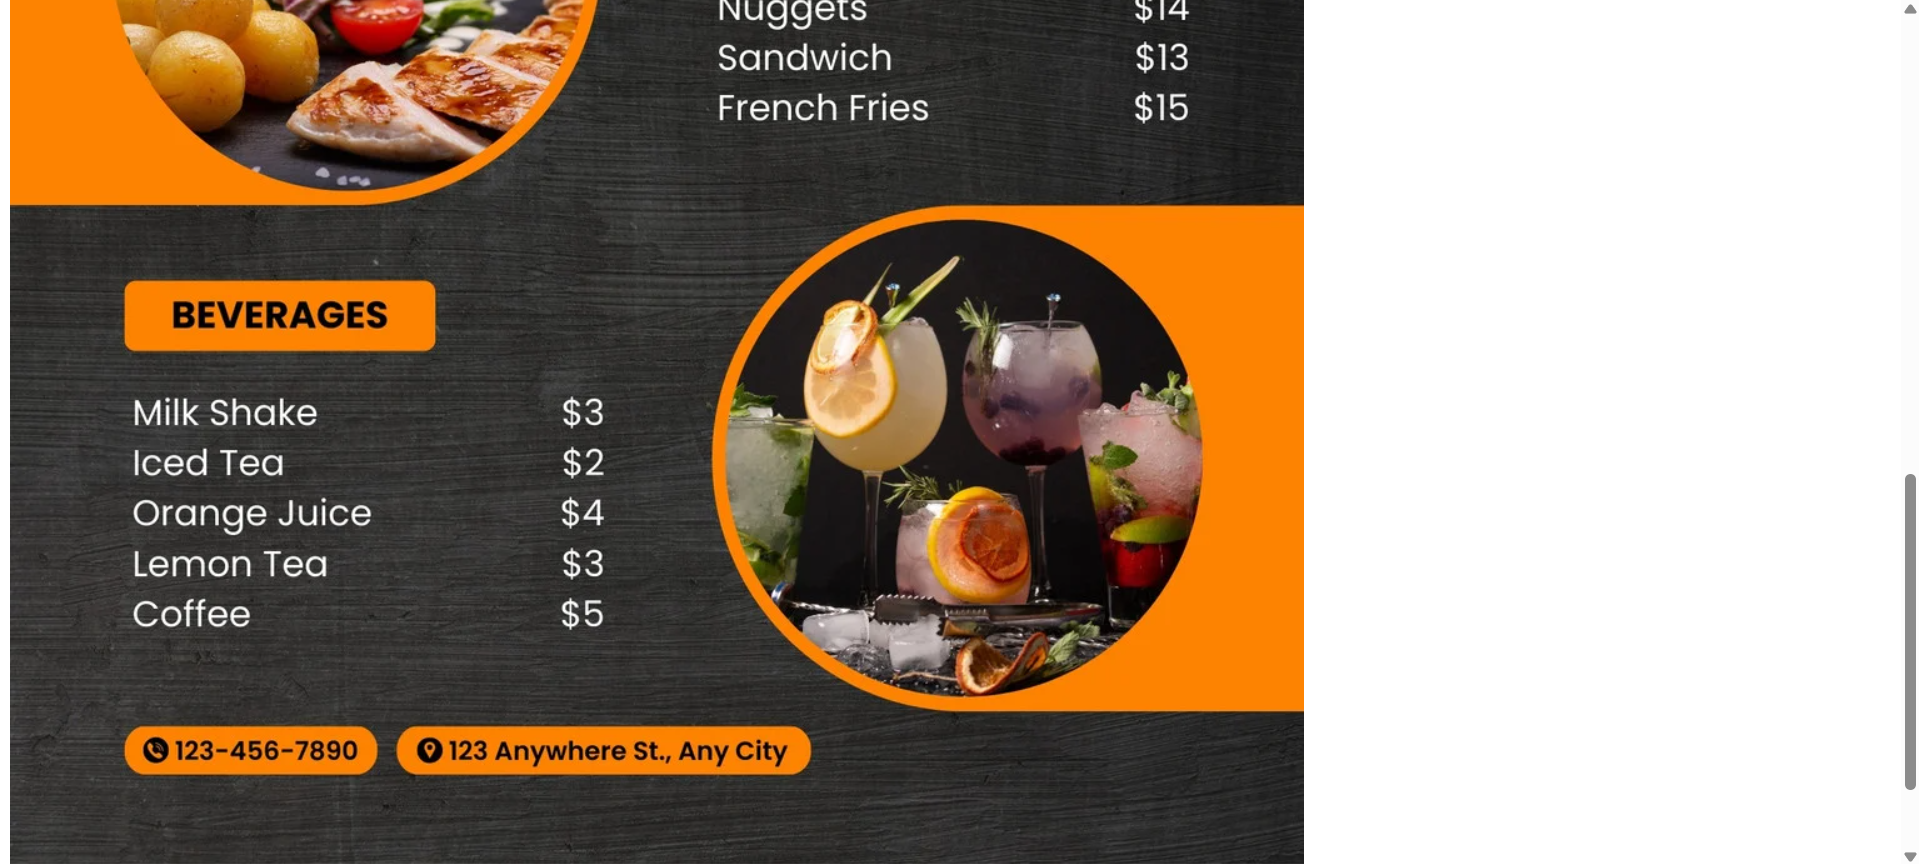 Nuggets $14
Sandwich $13
French Fries $15
BEVERAGES
Milk Shake $3
Iced Tea $2
Orange Juice $4
Lemon Tea $3
Coffee $5
123-456-7890 123 Anywhere St., Any City